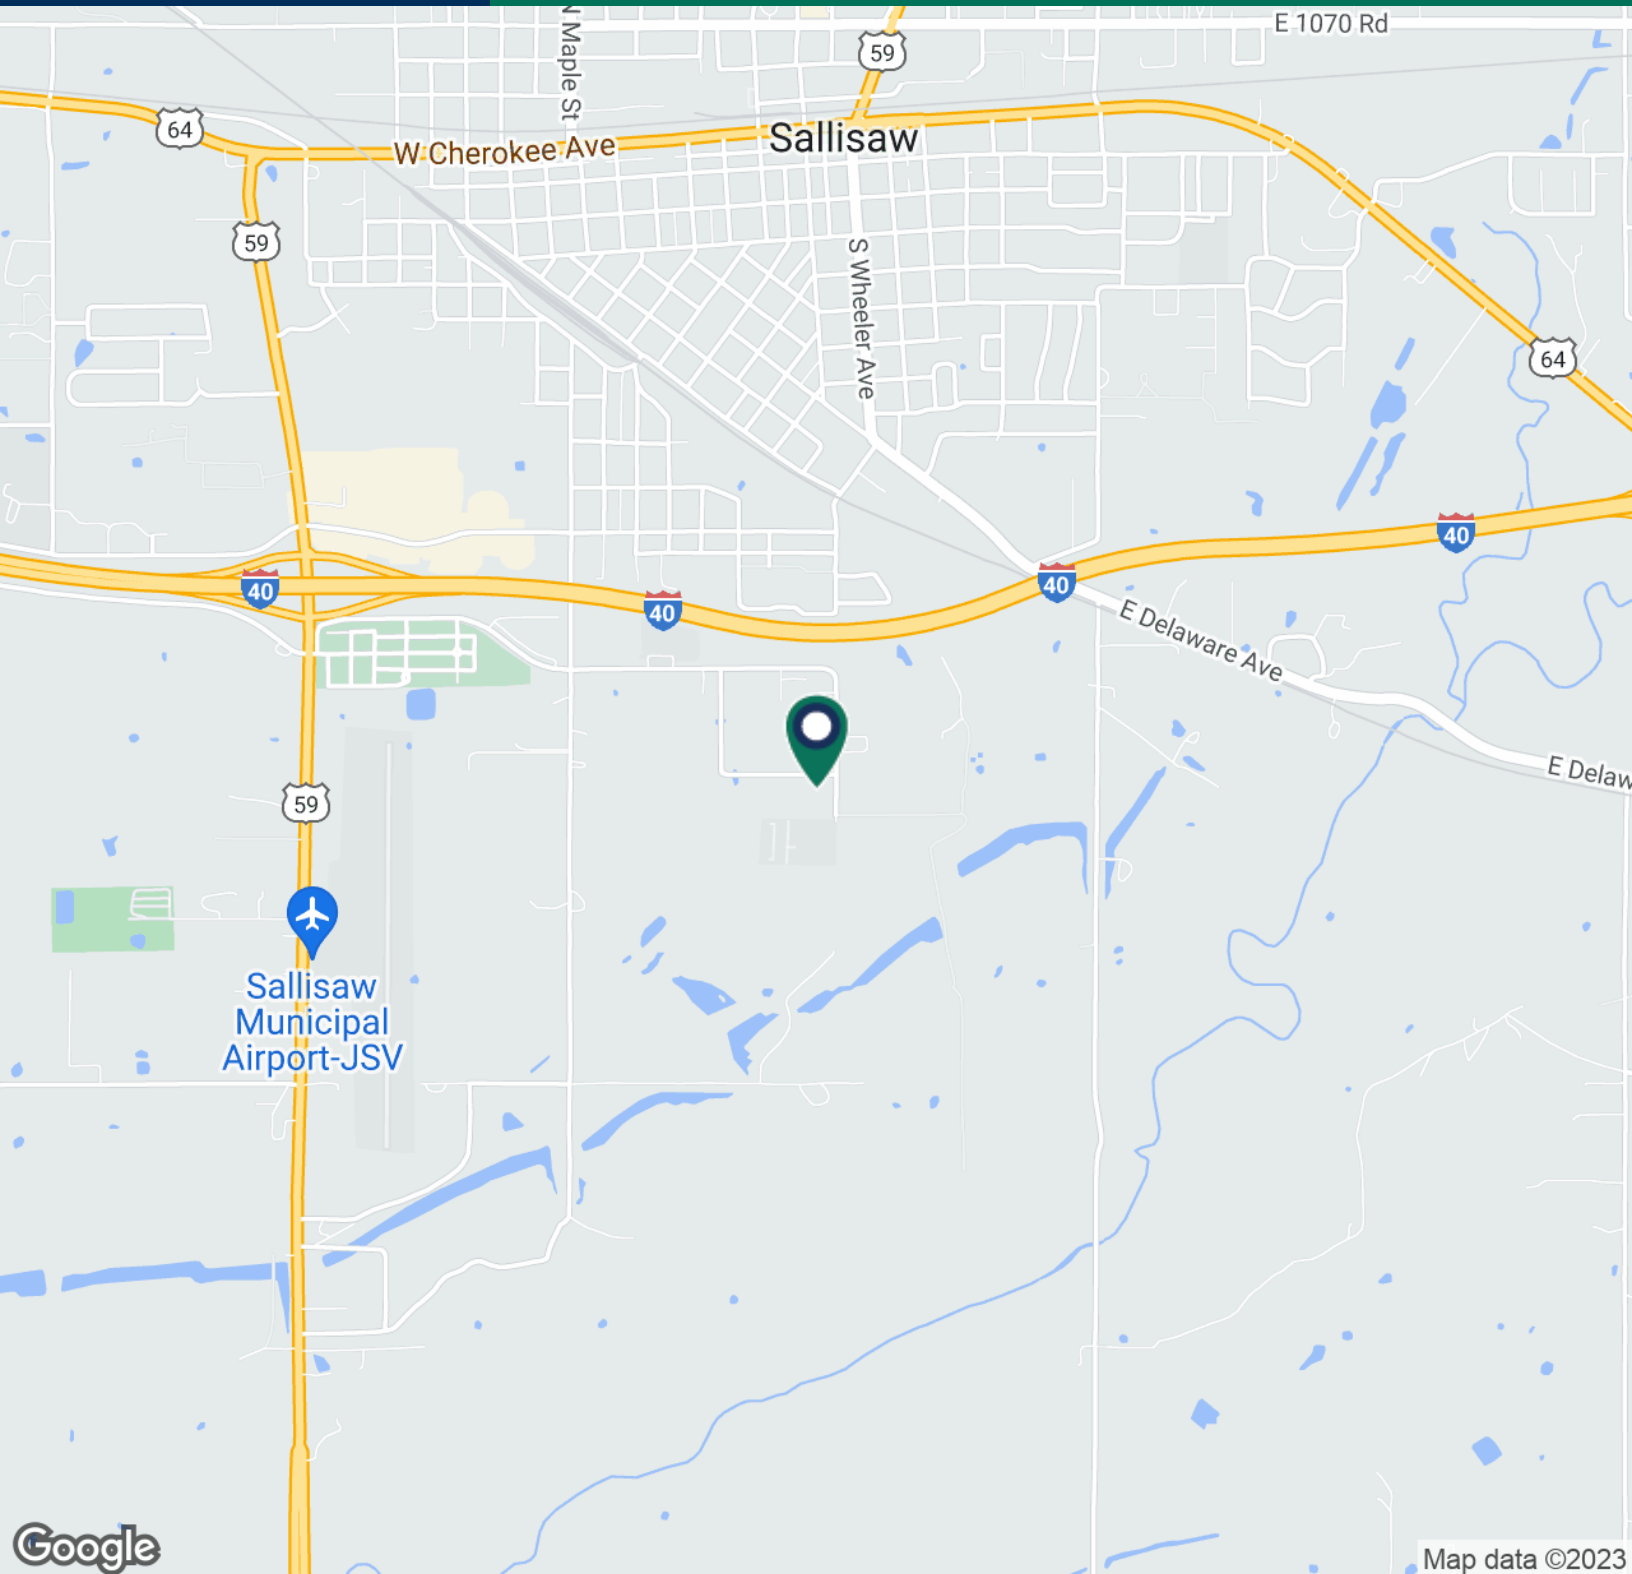 E 1070 Rd
N Maple St
59
64
W Cherokee Ave
Sallisaw
59
S Wheeler Ave
64
40
40
40
40
E Delaware Ave
E Delaw
59
Sallisaw
Municipal
Airport-JSV
Google
Map data ©2023